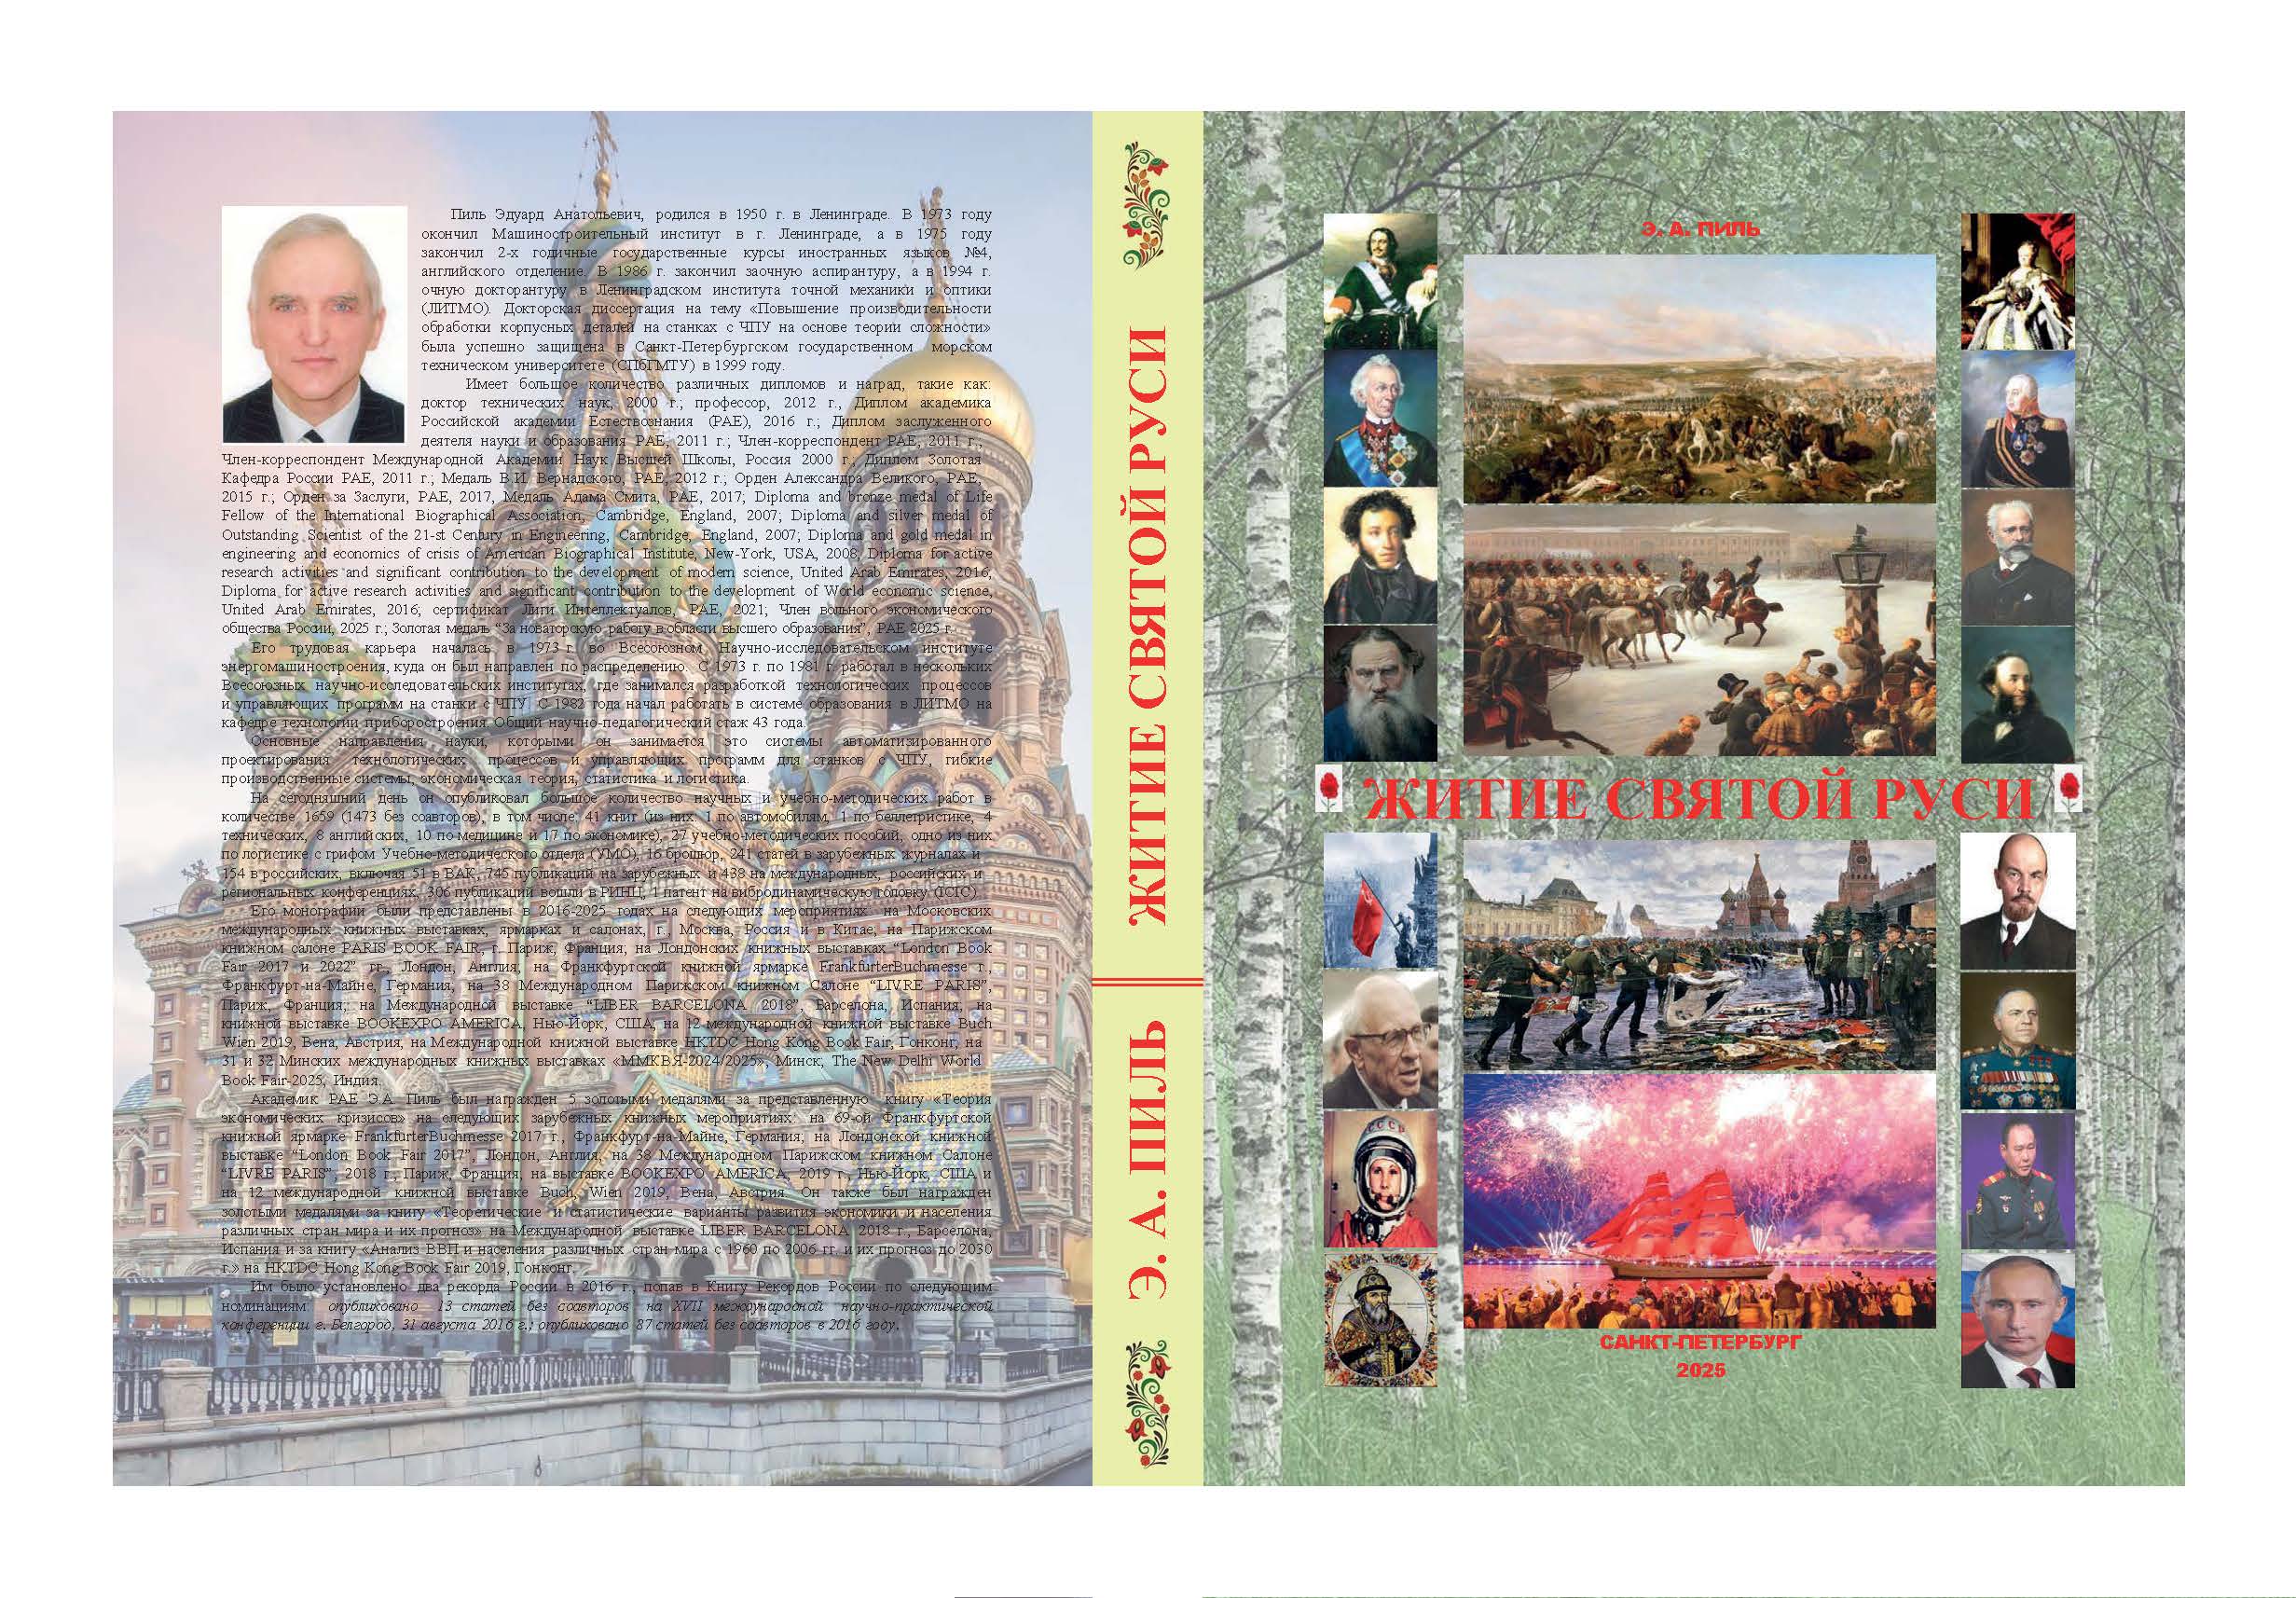 Пиль Эдуард Анатольевич, родился в 1950 г. в Ленинграде. В 1973 году
окончил Машиностроительный институт в г. Ленинграде, а в 1975 году
закончил 2-х годичные государственные курсы иностранных языков №4,
английского отделение. В 1986 г. закончил заочную аспирантуру, а в 1994 г.
очную докторантуру в Ленинградском института точной механики и оптики
(ЛИТМО). Докторская диссертация на тему «Повышение производительности
обработки корпусных деталей на станках с ЧПУ на основе теории сложности»
была успешно защищена в Санкт-Петербургском государственном морском
техническом университете (СПбГМТУ) в 1999 году.
Имеет большое количество различных дипломов и наград, такие как:
доктор технических наук, 2000 г.; профессор, 2012 г., Диплом академика
Российской академии Естествознания (РАЕ), 2016 г.; Диплом заслуженного
деятеля науки и образования РАЕ, 2011 г.; Член-корреспондент РАЕ, 2011 г.,
Член-корреспондент Международной Академии Наук Высшей Школы, Россия 2000 г.; Диплом Золотая
Кафедра России РАЕ, 2011 г.; Медаль В.И. Вернадского, РАЕ, 2012 г.; Орден Александра Великого, РАЕ,
2015 г.; Орден за Заслуги, РАЕ, 2017, Медаль Адама Смита, РАЕ, 2017; Diploma and bronze medal of Life
Fellow of the International Biographical Association, Cambridge, England, 2007; Diploma and silver medal of
Outstanding Scientist of the 21-st Century in Engineering, Cambridge, England, 2007; Diploma and gold medal in
engineering and economics of crisis of American Biographical Institute, New-York, USA, 2008, Diploma for active
research activities and significant contribution to the development of modern science, United Arab Emirates, 2016;
Diploma for active research activities and significant contribution to the development of World economic science,
United Arab Emirates, 2016; сертификат Лиги Интеллектуалов, РАЕ, 2021; Член вольного экономического
общества России, 2025 г.; Золотая медаль “За новаторскую работу в области высшего образования”, РАЕ 2025 г.
Его трудовая карьера началась в 1973 г. во Всесоюзном Научно-исследовательском институте
энергомашиностроения, куда он был направлен по распределению. С 1973 г. по 1981 г. работал в нескольких
Всесоюзных научно-исследовательских институтах, где занимался разработкой технологических процессов
и управляющих программ на станки с ЧПУ. С 1982 года начал работать в системе образования в ЛИТМО на
кафедре технологии приборостроения. Общий научно-педагогический стаж 43 года.
Основные направления науки, которыми он занимается это системы автоматизированного
проектирования технологических процессов и управляющих программ для станков с ЧПУ, гибкие
производственные системы, экономическая теория, статистика и логистика.
На сегодняшний день он опубликовал большое количество научных и учебно-методических работ в
количестве 1659 (1473 без соавторов), в том числе, 41 книг (из них: 1 по автомобилям, 1 по беллетристике, 4
технических, 8 английских, 10 по медицине и 17 по экономике), 27 учебно-методических пособий, одно из них
по логистике с грифом Учебно-методического отдела (УМО), 16 брошюр, 241 статей в зарубежных журналах и
154 в российских, включая 51 в ВАК, 745 публикаций на зарубежных и 438 на международных, российских и
региональных конференциях, 306 публикаций вошли в РИНЦ, 1 патент на вибродинамическую головку (ICIC).
Его монографии были представлены в 2016-2025 годах на следующих мероприятиях: на Московских
международных книжных выставках, ярмарках и салонах, г., Москва, Россия и в Китае, на Парижском
книжном салоне PARIS BOOK FAIR, г. Париж, Франция; на Лондонских книжных выставках “London Book
Fair 2017 и 2022” гг., Лондон, Англия, на Франкфуртской книжной ярмарке FrankfurterBuchmesse г.,
Франкфурт-на-Майне, Германия, на 38 Международном Парижском книжном Салоне “LIVRE PARIS”,
Париж, Франция; на Международной выставке “LIBER BARCELONA 2018”, Барселона, Испания, на
книжной выставке BOOKEXPO AMERICA, Нью-Йорк, США, на 12 международной книжной выставке Buch
Wien 2019, Вена, Австрия, на Международной книжной выставке HKTDC Hong Kong Book Fair, Гонконг, на
31 и 32 Минских международных книжных выставках «ММКВЯ-2024/2025», Минск, The New Delhi World
Book Fair-2025, Индия.
Академик РАЕ Э.А. Пиль был награжден 5 золотыми медалями за представленную книгу «Теория
экономических кризисов» на следующих зарубежных книжных мероприятиях: на 69-ой Франкфуртской
книжной ярмарке FrankfurterBuchmesse 2017 г., Франкфурт-на-Майне, Германия; на Лондонской книжной
выставке “London Book Fair 2017”, Лондон, Англия, на 38 Международном Парижском книжном Салоне
“LIVRE PARIS”, 2018 г., Париж, Франция, на выставке BOOKEXPO AMERICA, 2019 г., Нью-Йорк, США и
на 12 международной книжной выставке Buch, Wien 2019, Вена, Австрия. Он также был награжден
золотыми медалями за книгу «Теоретические и статистические варианты развития экономики и населения
различных стран мира и их прогноз» на Международной выставке LIBER BARCELONA 2018 г., Барселона,
Испания и за книгу «Анализ ВВП и населения различных стран мира с 1960 по 2006 гг. и их прогноз до 2030
г.» на HKTDC Hong Kong Book Fair 2019, Гонконг.
Им было установлено два рекорда России в 2016 г., попав в Книгу Рекордов России по следующим
номинациям: опубликовано 13 статей без соавторов на XVII международной научно-практической
конференции г. Белгород, 31 августа 2016 г.; опубликовано 87 статей без соавторов в 2016 году.
Э. А. ПИЛЬ ЖИТИЕ СВЯТОЙ РУСИ
Э. А. ПИЛЬ
ЖИТИЕ СВЯТОЙ РУСИ
СССР
САНКТ-ПЕТЕРБУРГ
2025